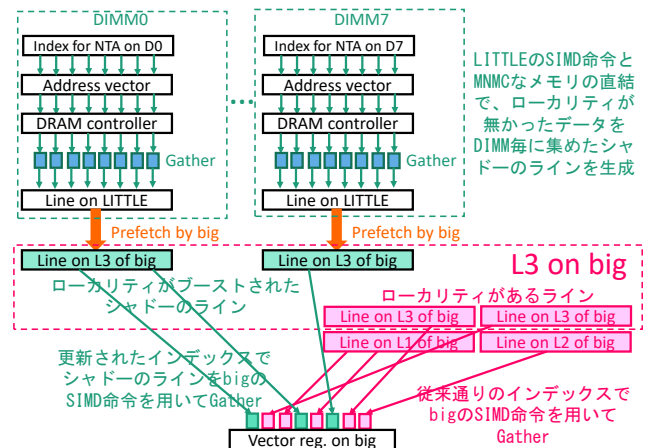 DIMM0
Index for NTA on D0
Address vector
DRAM controller
Gather
Line on LITTLE
Prefetch by big
Line on L3 of big
...
DIMM7
Index for NTA on D7
Address vector
DRAM controller
Gather
Line on LITTLE
Prefetch by big
Line on L3 of big
LITTLEのSIMD命令と
MNMCなメモリの直結
で、ローカリティが
無かったデータを
DIMM毎に集めたシャ
ドーのラインを生成
L3 on big
ローカリティがブーストされた
シャドーのライン
ローカリティがあるライン
Line on L3 of big
Line on L3 of big
Line on L1 of big
Line on L2 of big
更新されたインデックスで
シャドーのラインをbigの
SIMD命令を用いてGather
従来通りのインデックスで
bigのSIMD命令を用いて
Gather
Vector reg. on big